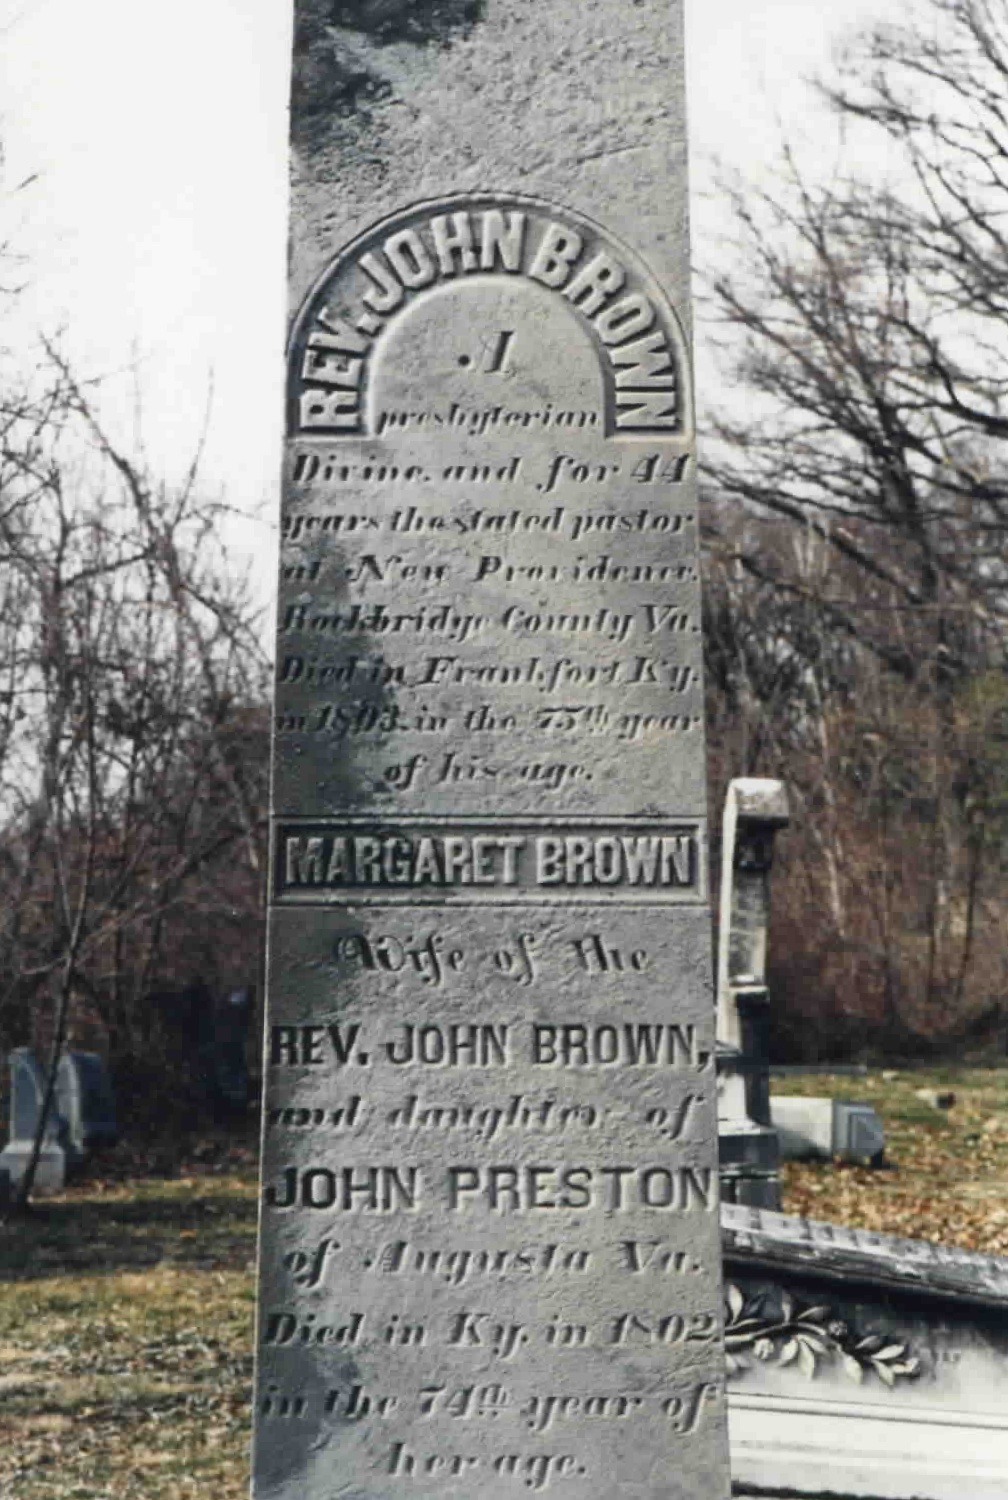 REV. JOHN BROWN
A
presbyterian
Divine. and for 44
years the stated pastor
at New Providence.
Rockbridge County Va.
Died in Frankfort Ky.
in 1803. in the 75th year
of his age.
MARGARET BROWN
Wife of the
REV. JOHN BROWN,
and daughter of
JOHN PRESTON
of Augusta Va.
Died in Ky. in 1802.
in the 74th year of
her age.